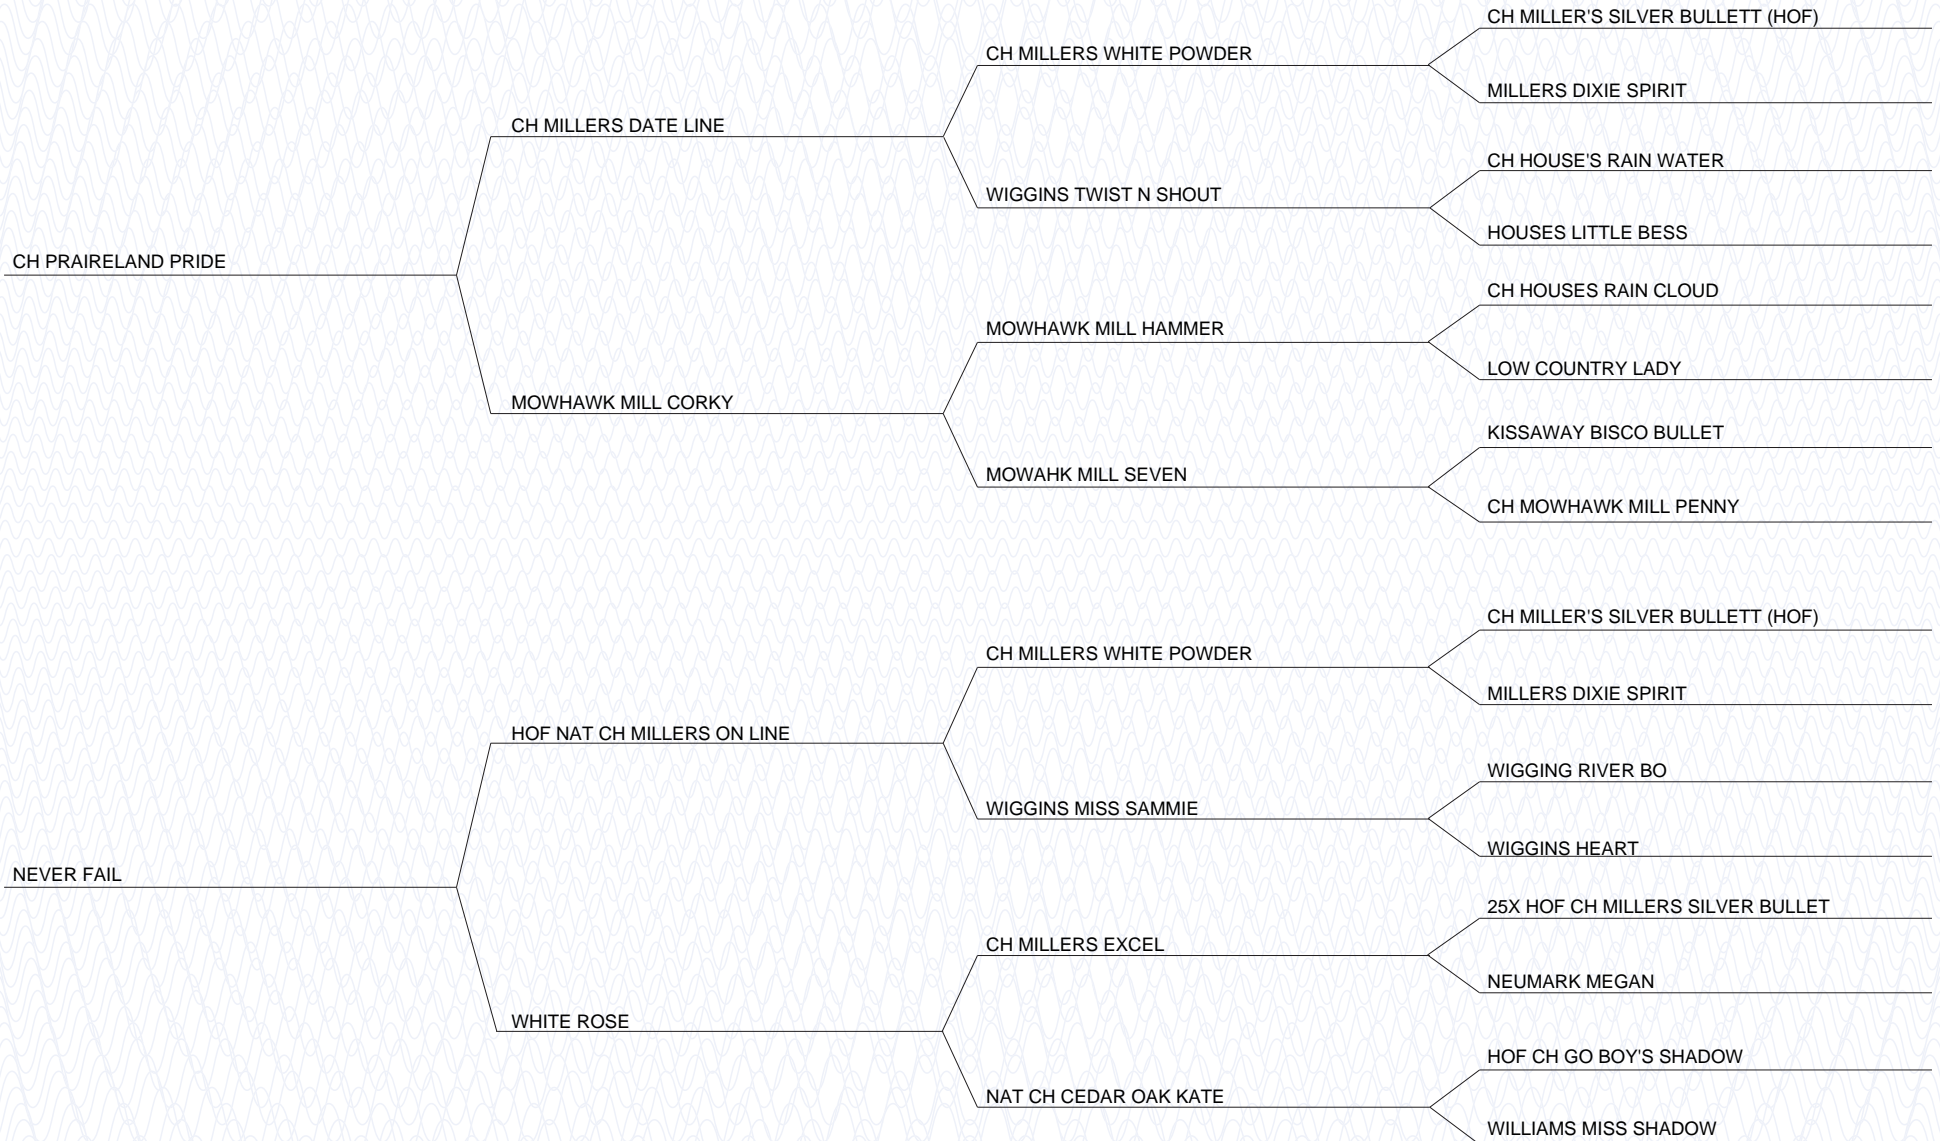 CH MILLER'S SILVER BULLETT (HOF)
CH MILLERS WHITE POWDER
MILLERS DIXIE SPIRIT
CH MILLERS DATE LINE
CH HOUSE'S RAIN WATER
WIGGINS TWIST N SHOUT
HOUSES LITTLE BESS
CH PRAIRELAND PRIDE
CH HOUSES RAIN CLOUD
MOWHAWK MILL HAMMER
LOW COUNTRY LADY
MOWHAWK MILL CORKY
KISSAWAY BISCO BULLET
MOWAHK MILL SEVEN
CH MOWHAWK MILL PENNY
CH MILLER'S SILVER BULLETT (HOF)
CH MILLERS WHITE POWDER
MILLERS DIXIE SPIRIT
HOF NAT CH MILLERS ON LINE
WIGGING RIVER BO
WIGGINS MISS SAMMIE
WIGGINS HEART
NEVER FAIL
25X HOF CH MILLERS SILVER BULLET
CH MILLERS EXCEL
NEUMARK MEGAN
WHITE ROSE
HOF CH GO BOY'S SHADOW
NAT CH CEDAR OAK KATE
WILLIAMS MISS SHADOW